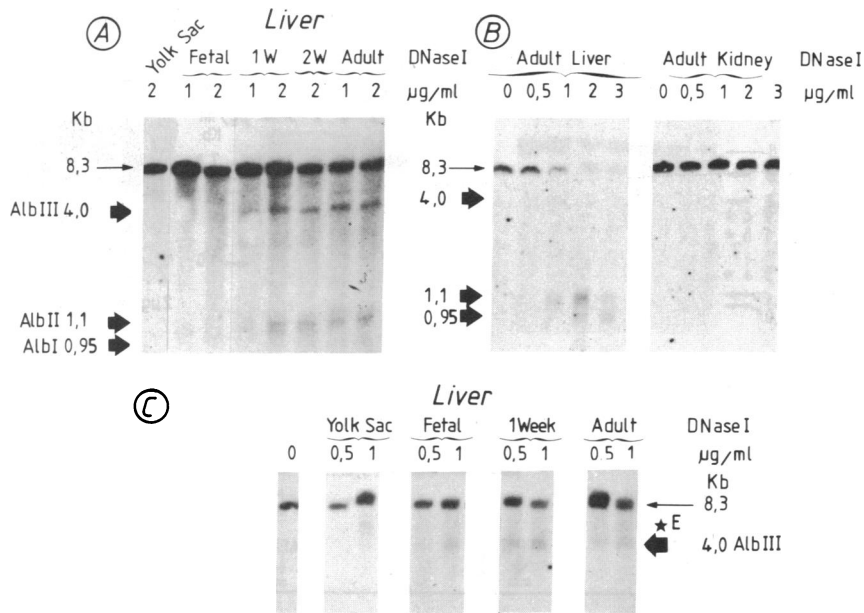 Liver
A
Yolk Sac Fetal 1W 2W Adult DNaseI
2 1 2 1 2 2 1 2 µg/ml
Kb
8,3
AlbIII 4,0
AlbII 1,1
AlbI 0,95
B
Adult Liver Adult Kidney DNaseI
0 0,5 1 2 3 0 0,5 1 2 3 µg/ml
Kb
8,3
4,0
1,1
0,95
C
Liver
Yolk Sac Fetal 1Week Adult DNaseI
0 0,5 1 0,5 1 0,5 1 0,5 1 µg/ml
Kb
8,3
★ E
4,0 AlbIII